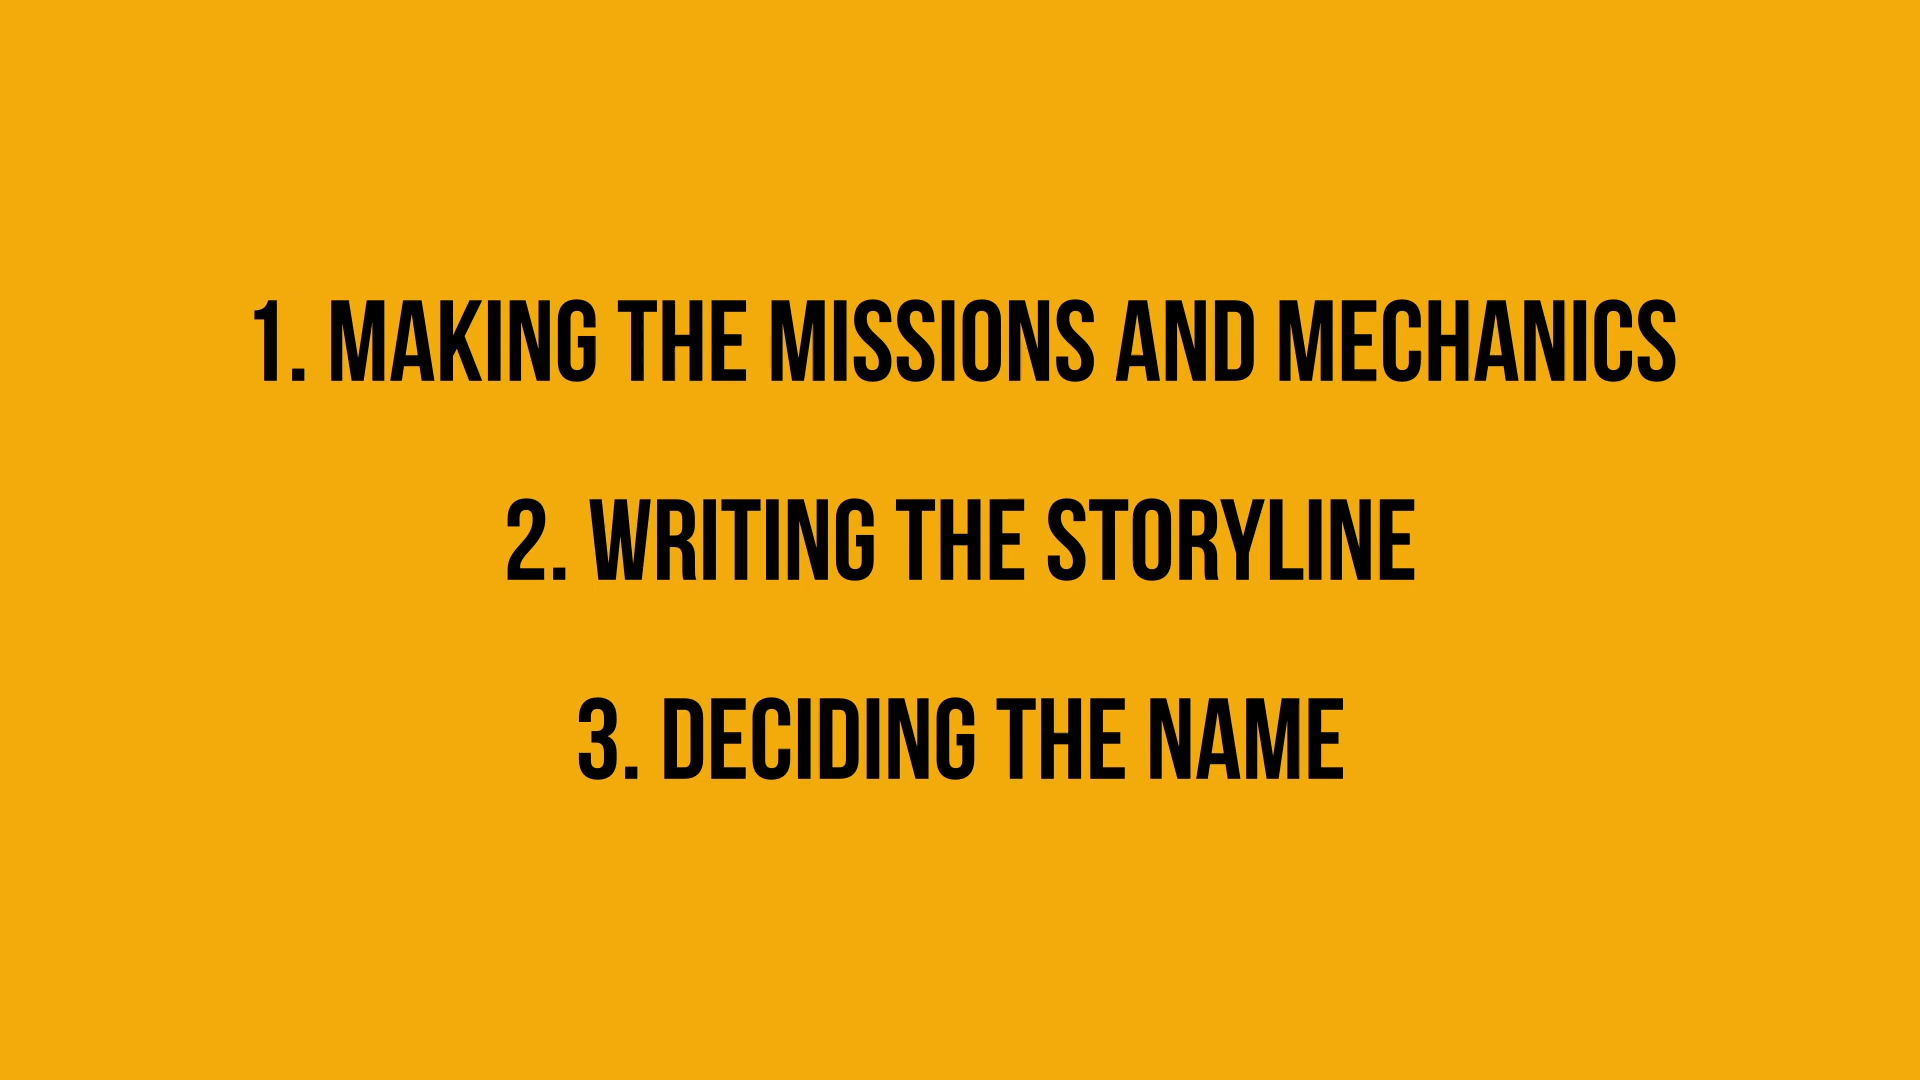 1. MAKING THE MISSIONS AND MECHANICS
2. WRITING THE STORYLINE
3. DECIDING THE NAME